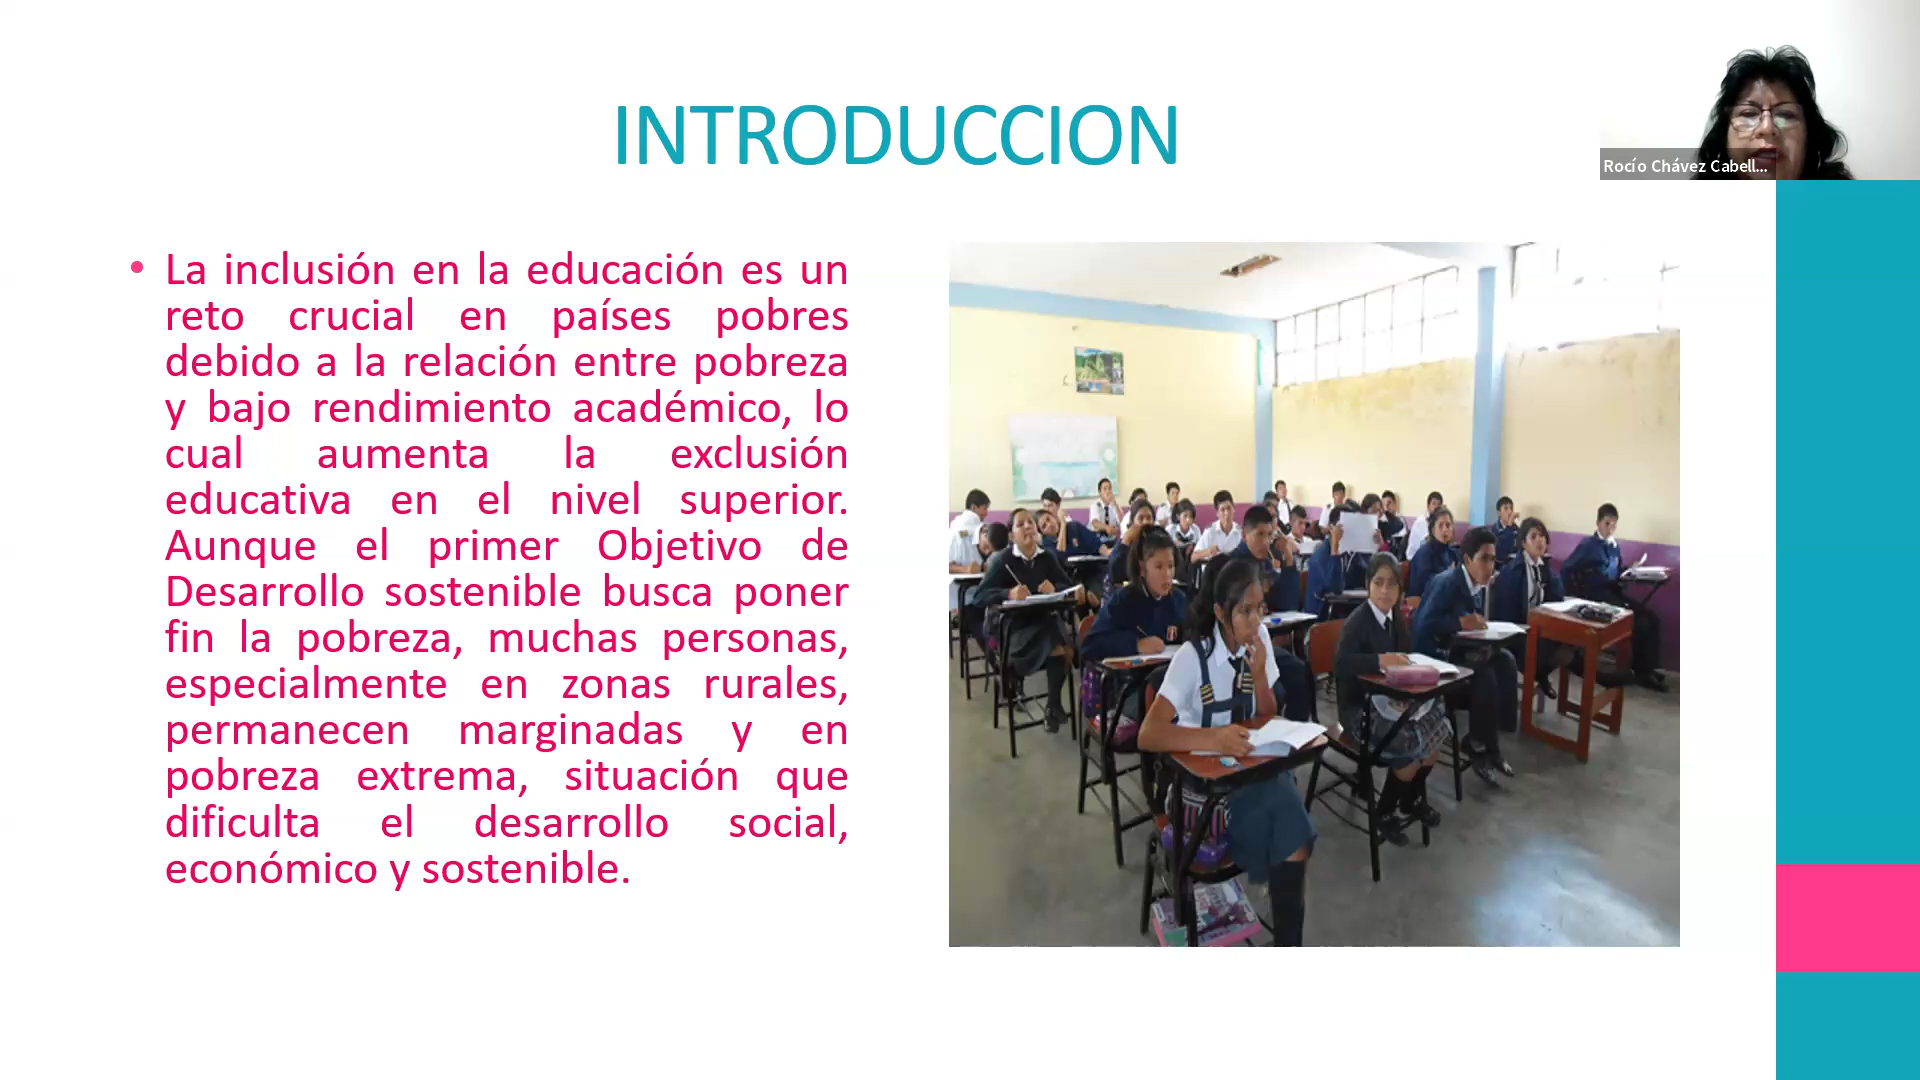 INTRODUCCION
Rocío Chávez Cabell...
• La inclusión en la educación es un
reto crucial en países pobres
debido a la relación entre pobreza
y bajo rendimiento académico, lo
cual aumenta la exclusión
educativa en el nivel superior.
Aunque el primer Objetivo de
Desarrollo sostenible busca poner
fin la pobreza, muchas personas,
especialmente en zonas rurales,
permanecen marginadas y en
pobreza extrema, situación que
dificulta el desarrollo social,
económico y sostenible.